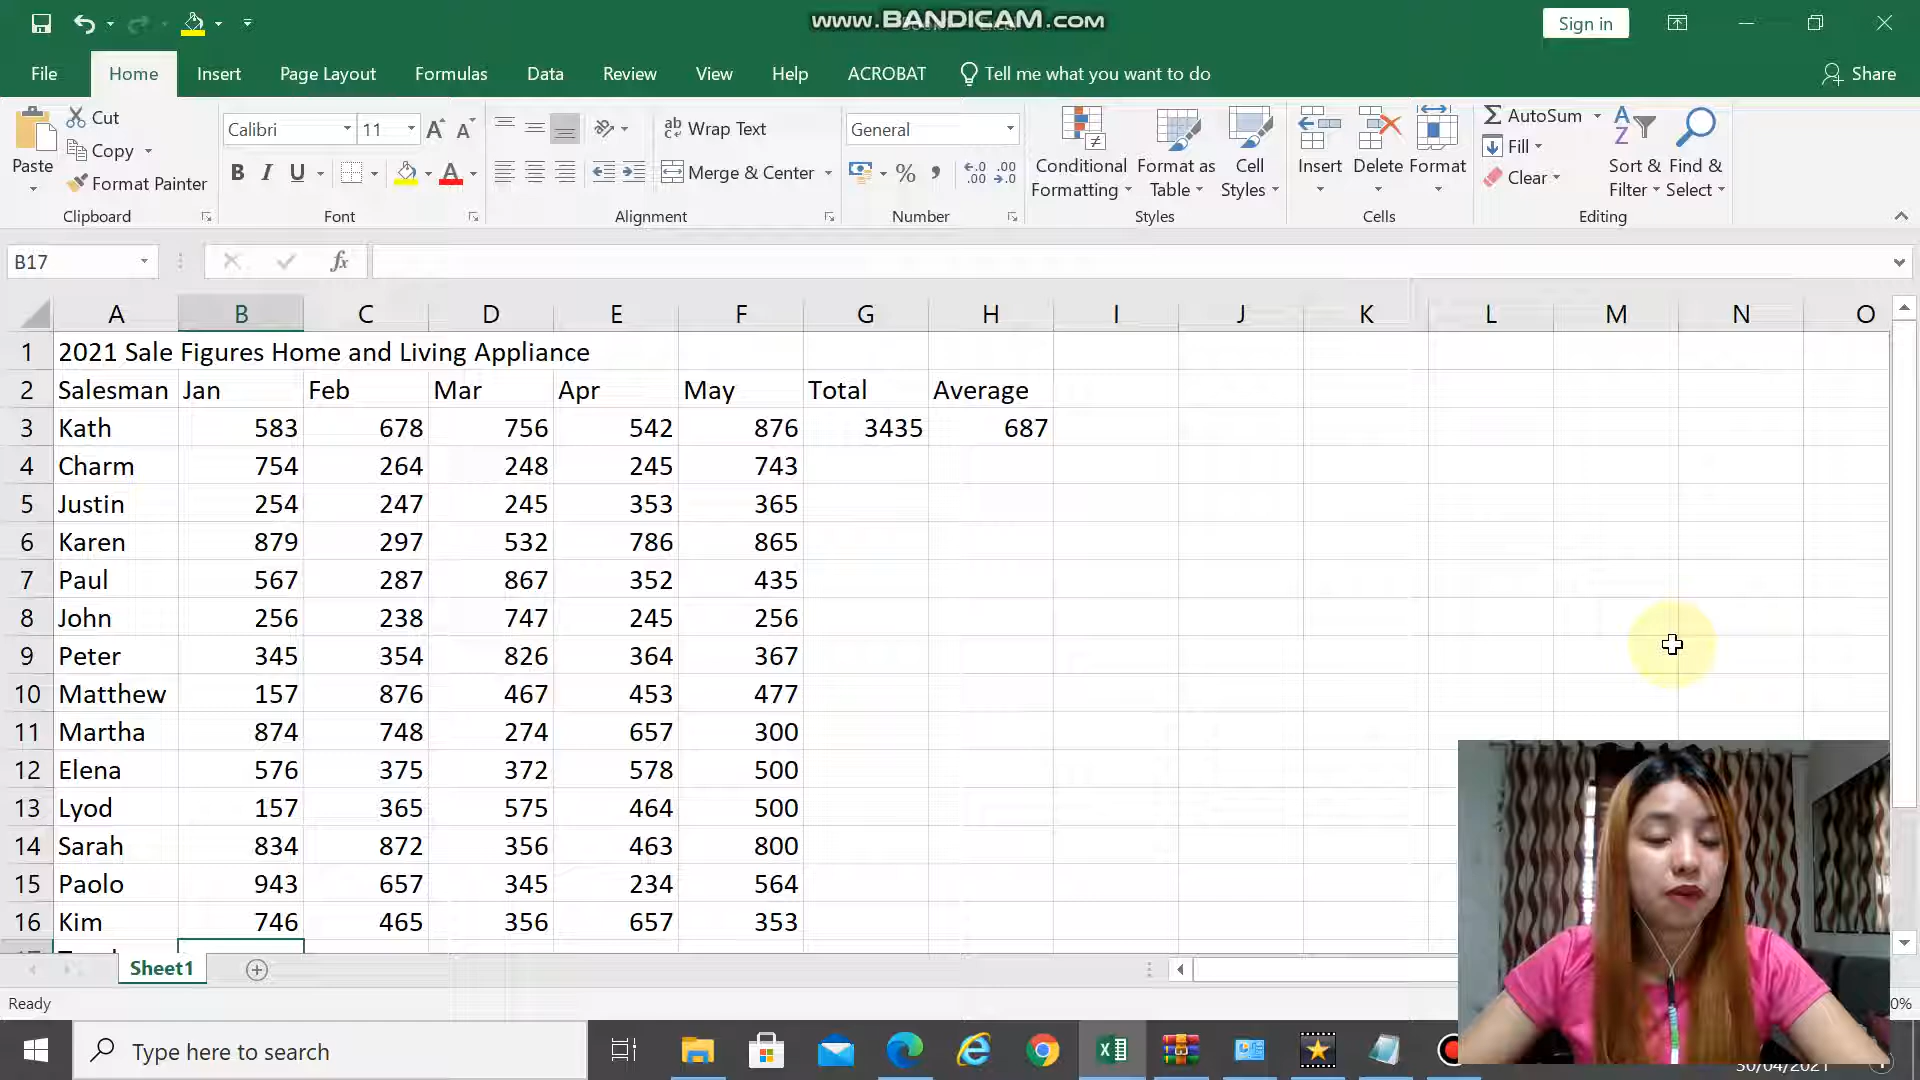 www.BANDICAM.com
Sign in
File Home Insert Page Layout Formulas Data Review View Help ACROBAT Tell me what you want to do Share
Paste
Cut
Copy
Format Painter
Clipboard
Calibri 11
B I U A
Font
ab Wrap Text
Merge & Center
Alignment
General
% ,
Number
Conditional Formatting
Format as Table
Cell Styles
Styles
Insert Delete Format
Cells
AutoSum
Fill
Clear
Sort & Filter
Find & Select
Editing
B17 fx
A B C D E F G H I J K L M N O
1 2021 Sale Figures Home and Living Appliance
2 Salesman Jan Feb Mar Apr May Total Average
3 Kath 583 678 756 542 876 3435 687
4 Charm 754 264 248 245 743
5 Justin 254 247 245 353 365
6 Karen 879 297 532 786 865
7 Paul 567 287 867 352 435
8 John 256 238 747 245 256
9 Peter 345 354 826 364 367
10 Matthew 157 876 467 453 477
11 Martha 874 748 274 657 300
12 Elena 576 375 372 578 500
13 Lyod 157 365 575 464 500
14 Sarah 834 872 356 463 800
15 Paolo 943 657 345 234 564
16 Kim 746 465 356 657 353
Sheet1
Ready
0%
Type here to search
30/04/2021